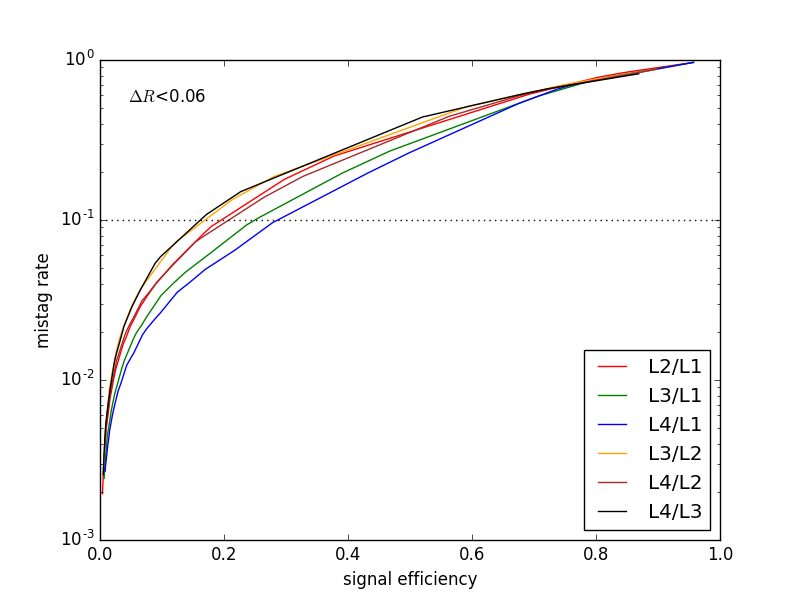 10^0
ΔR<0.06
10^-1
mistag rate
10^-2
L2/L1
L3/L1
L4/L1
L3/L2
L4/L2
L4/L3
10^-3
0.0 0.2 0.4 0.6 0.8 1.0
signal efficiency